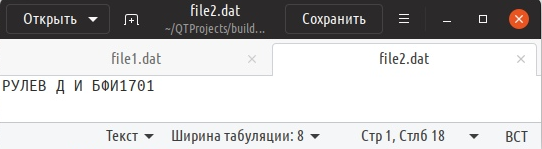 Открыть
file2.dat
~/QTProjects/build...
Сохранить
file1.dat
file2.dat
РУЛЕВ Д И БФИ1701
Текст
Ширина табуляции: 8
Стр 1, Стлб 18
ВСТ